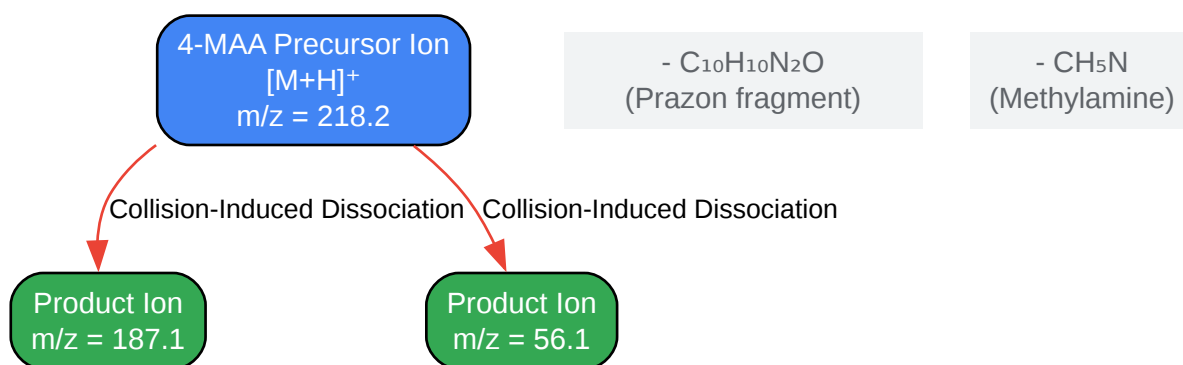 4-MAA Precursor Ion
[M+H]⁺
m/z = 218.2
- C₁₀H₁₀N₂O
(Prazon fragment)
- CH₅N
(Methylamine)
Collision-Induced Dissociation
Collision-Induced Dissociation
Product Ion
m/z = 187.1
Product Ion
m/z = 56.1